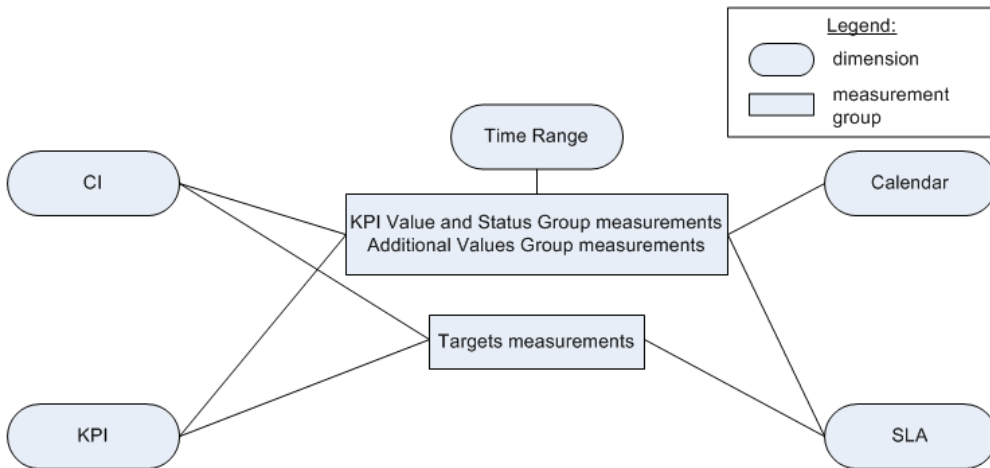 Legend:
dimension
measurement
group
Time Range
CI
Calendar
KPI Value and Status Group measurements
Additional Values Group measurements
Targets measurements
KPI
SLA